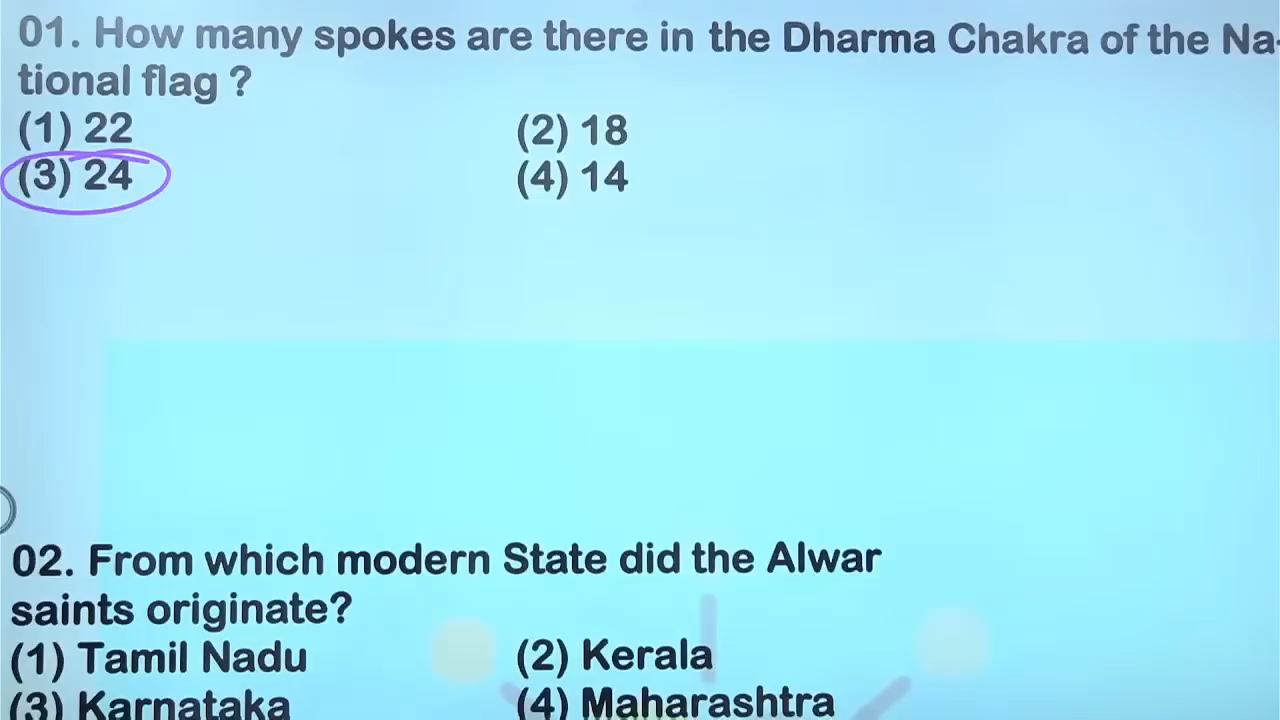 01. How many spokes are there in the Dharma Chakra of the Na-
tional flag ?
(1) 22 (2) 18
(3) 24 (4) 14
02. From which modern State did the Alwar
saints originate?
(1) Tamil Nadu (2) Kerala
(3) Karnataka (4) Maharashtra